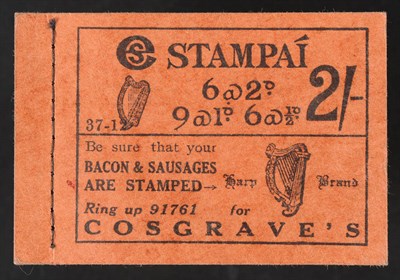 STAMPAÍ
6@2ᴰ 2/-
9@1ᴰ 6@½ᴰ
37-12
Be sure that your
BACON & SAUSAGES
ARE STAMPED→ Harp Brand
Ring up 91761 for
COSGRAVE'S